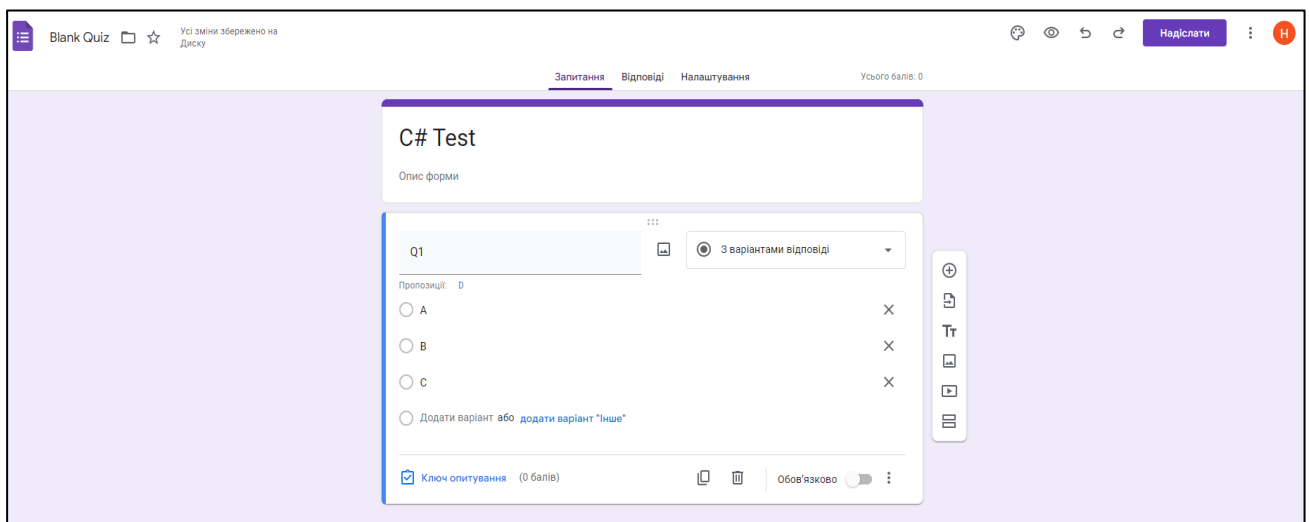 Blank Quiz
Усі зміни збережено на
Диску
Надіслати
H
Запитання Відповіді Налаштування Усього балів: 0
C# Test
Опис форми
Q1
З варіантами відповіді
Пропозиції: D
A
B
C
Додати варіант або додати варіант "Інше"
Ключ опитування (0 балів)
Обов'язково
Tт